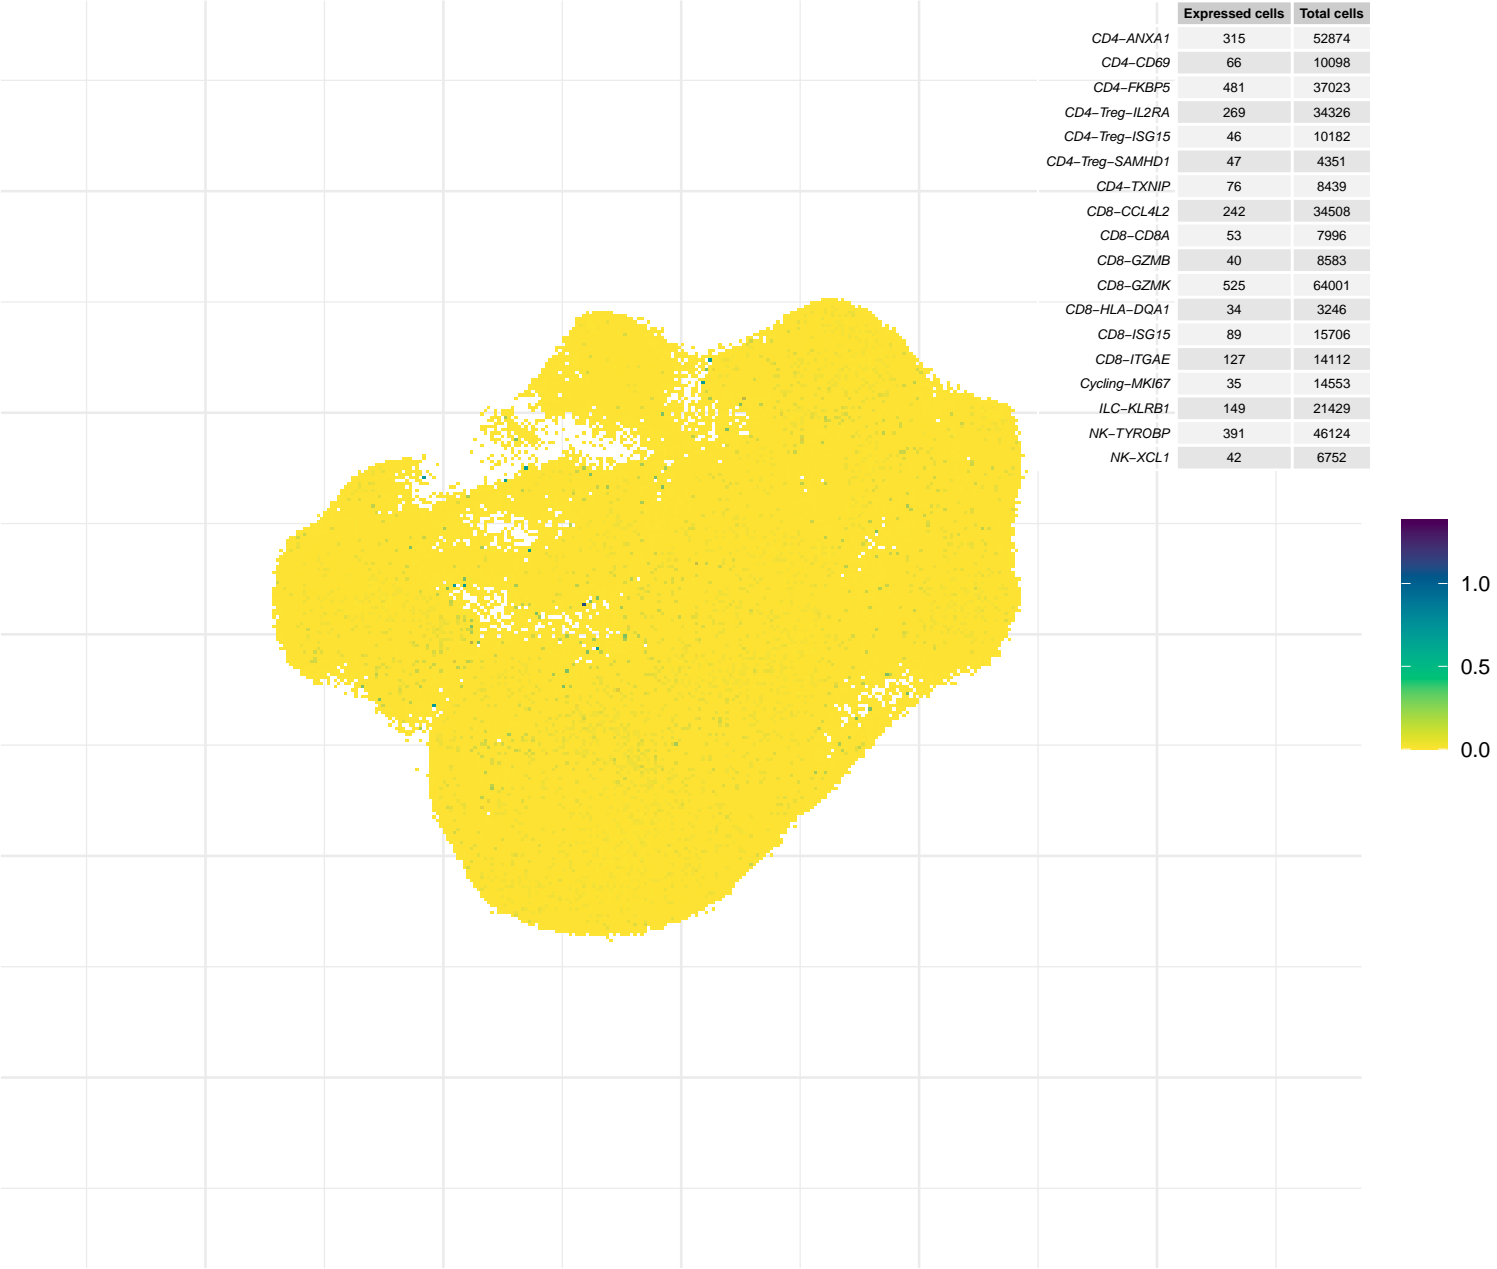 Expressed cells Total cells
CD4−ANXA1 315 52874
CD4−CD69 66 10098
CD4−FKBP5 481 37023
CD4−Treg−IL2RA 269 34326
CD4−Treg−ISG15 46 10182
CD4−Treg−SAMHD1 47 4351
CD4−TXNIP 76 8439
CD8−CCL4L2 242 34508
CD8−CD8A 53 7996
CD8−GZMB 40 8583
CD8−GZMK 525 64001
CD8−HLA−DQA1 34 3246
CD8−ISG15 89 15706
CD8−ITGAE 127 14112
Cycling−MKI67 35 14553
ILC−KLRB1 149 21429
NK−TYROBP 391 46124
NK−XCL1 42 6752
1.0
0.5
0.0